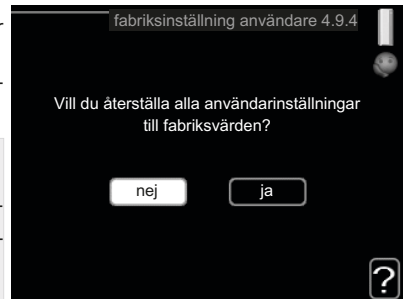 fabriksinställning användare 4.9.4
Vill du återställa alla användarinställningar
till fabriksvärden?
nej
ja
?